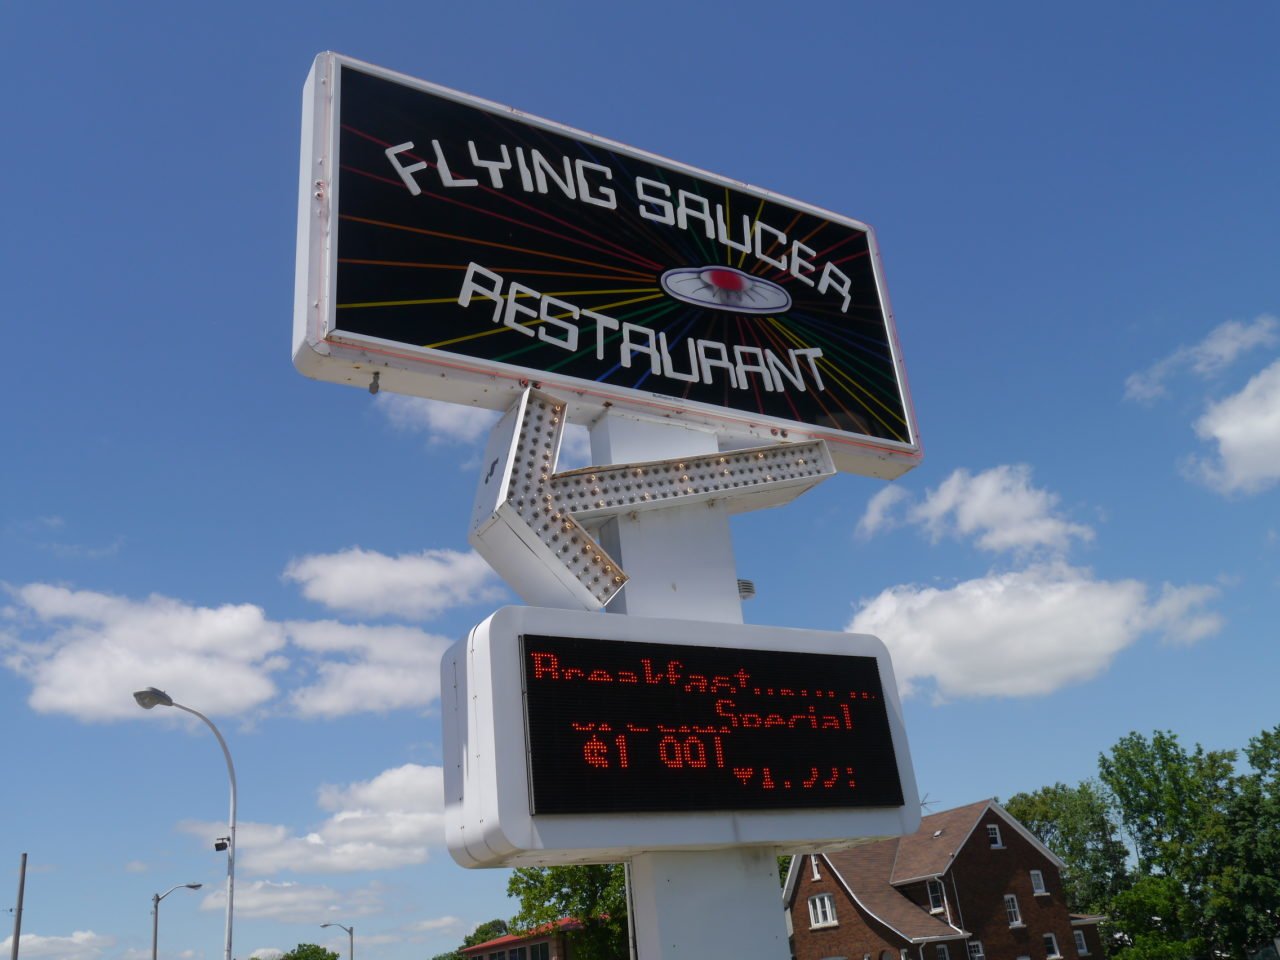 FLYING SAUCER
RESTAURANT
Breakfast
Special